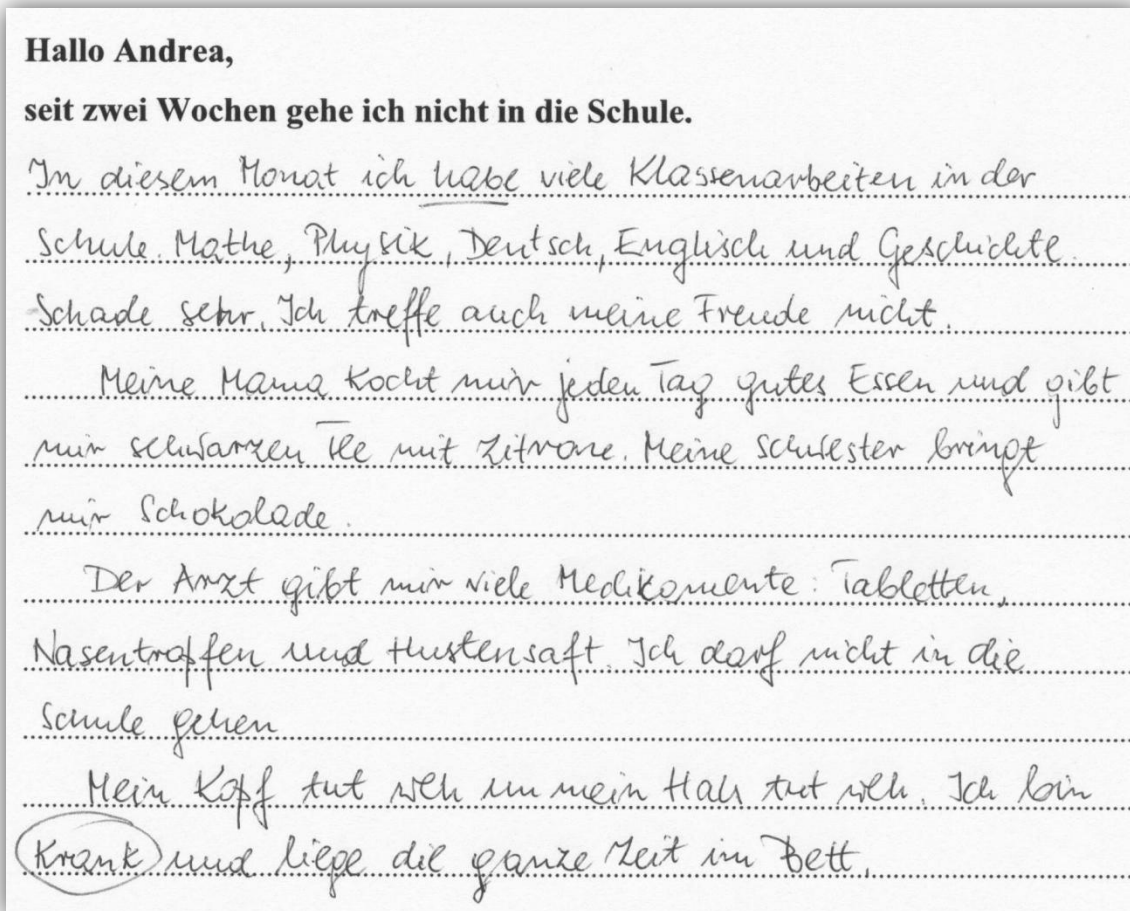 Hallo Andrea,
seit zwei Wochen gehe ich nicht in die Schule.
In diesem Monat ich habe viele Klassenarbeiten in der
Schule. Mathe, Physik, Deutsch, Englisch und Geschichte.
Schade sehr. Ich treffe auch meine Freude nicht.
Meine Mama kocht mir jeden Tag gutes Essen und gibt
mir schwarzen Tee mit Zitrone. Meine Schwester bringt
mir Schokolade.
Der Arzt gibt mir viele Medikamente: Tabletten,
Nasentropfen und Hustensaft. Ich darf nicht in die
Schule gehen
Mein Kopf tut weh un mein Hals tut weh. Ich bin
krank und liege die ganze Zeit im Bett.